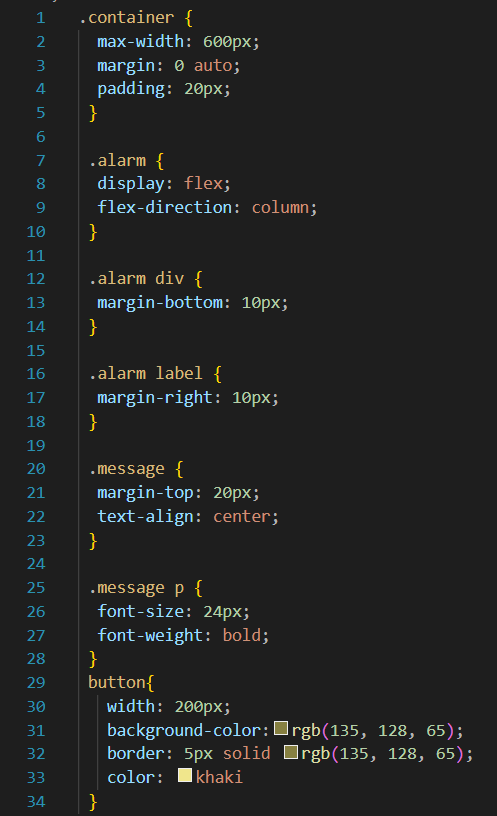 1 .container {
2 max-width: 600px;
3 margin: 0 auto;
4 padding: 20px;
5 }
6
7 .alarm {
8 display: flex;
9 flex-direction: column;
10 }
11
12 .alarm div {
13 margin-bottom: 10px;
14 }
15
16 .alarm label {
17 margin-right: 10px;
18 }
19
20 .message {
21 margin-top: 20px;
22 text-align: center;
23 }
24
25 .message p {
26 font-size: 24px;
27 font-weight: bold;
28 }
29 button{
30 width: 200px;
31 background-color: rgb(135, 128, 65);
32 border: 5px solid rgb(135, 128, 65);
33 color: khaki
34 }